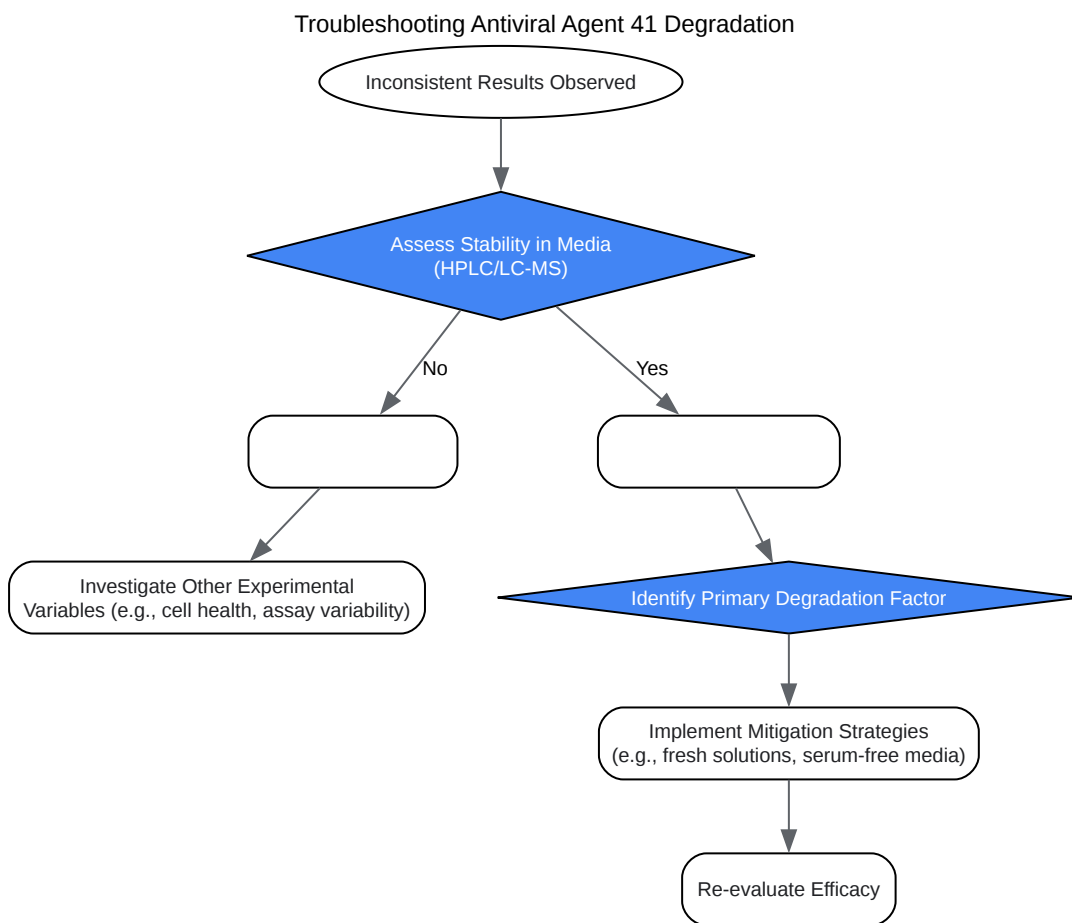 Troubleshooting Antiviral Agent 41 Degradation
Inconsistent Results Observed
Assess Stability in Media
(HPLC/LC-MS)
No
Yes
Investigate Other Experimental
Variables (e.g., cell health, assay variability)
Identify Primary Degradation Factor
Implement Mitigation Strategies
(e.g., fresh solutions, serum-free media)
Re-evaluate Efficacy